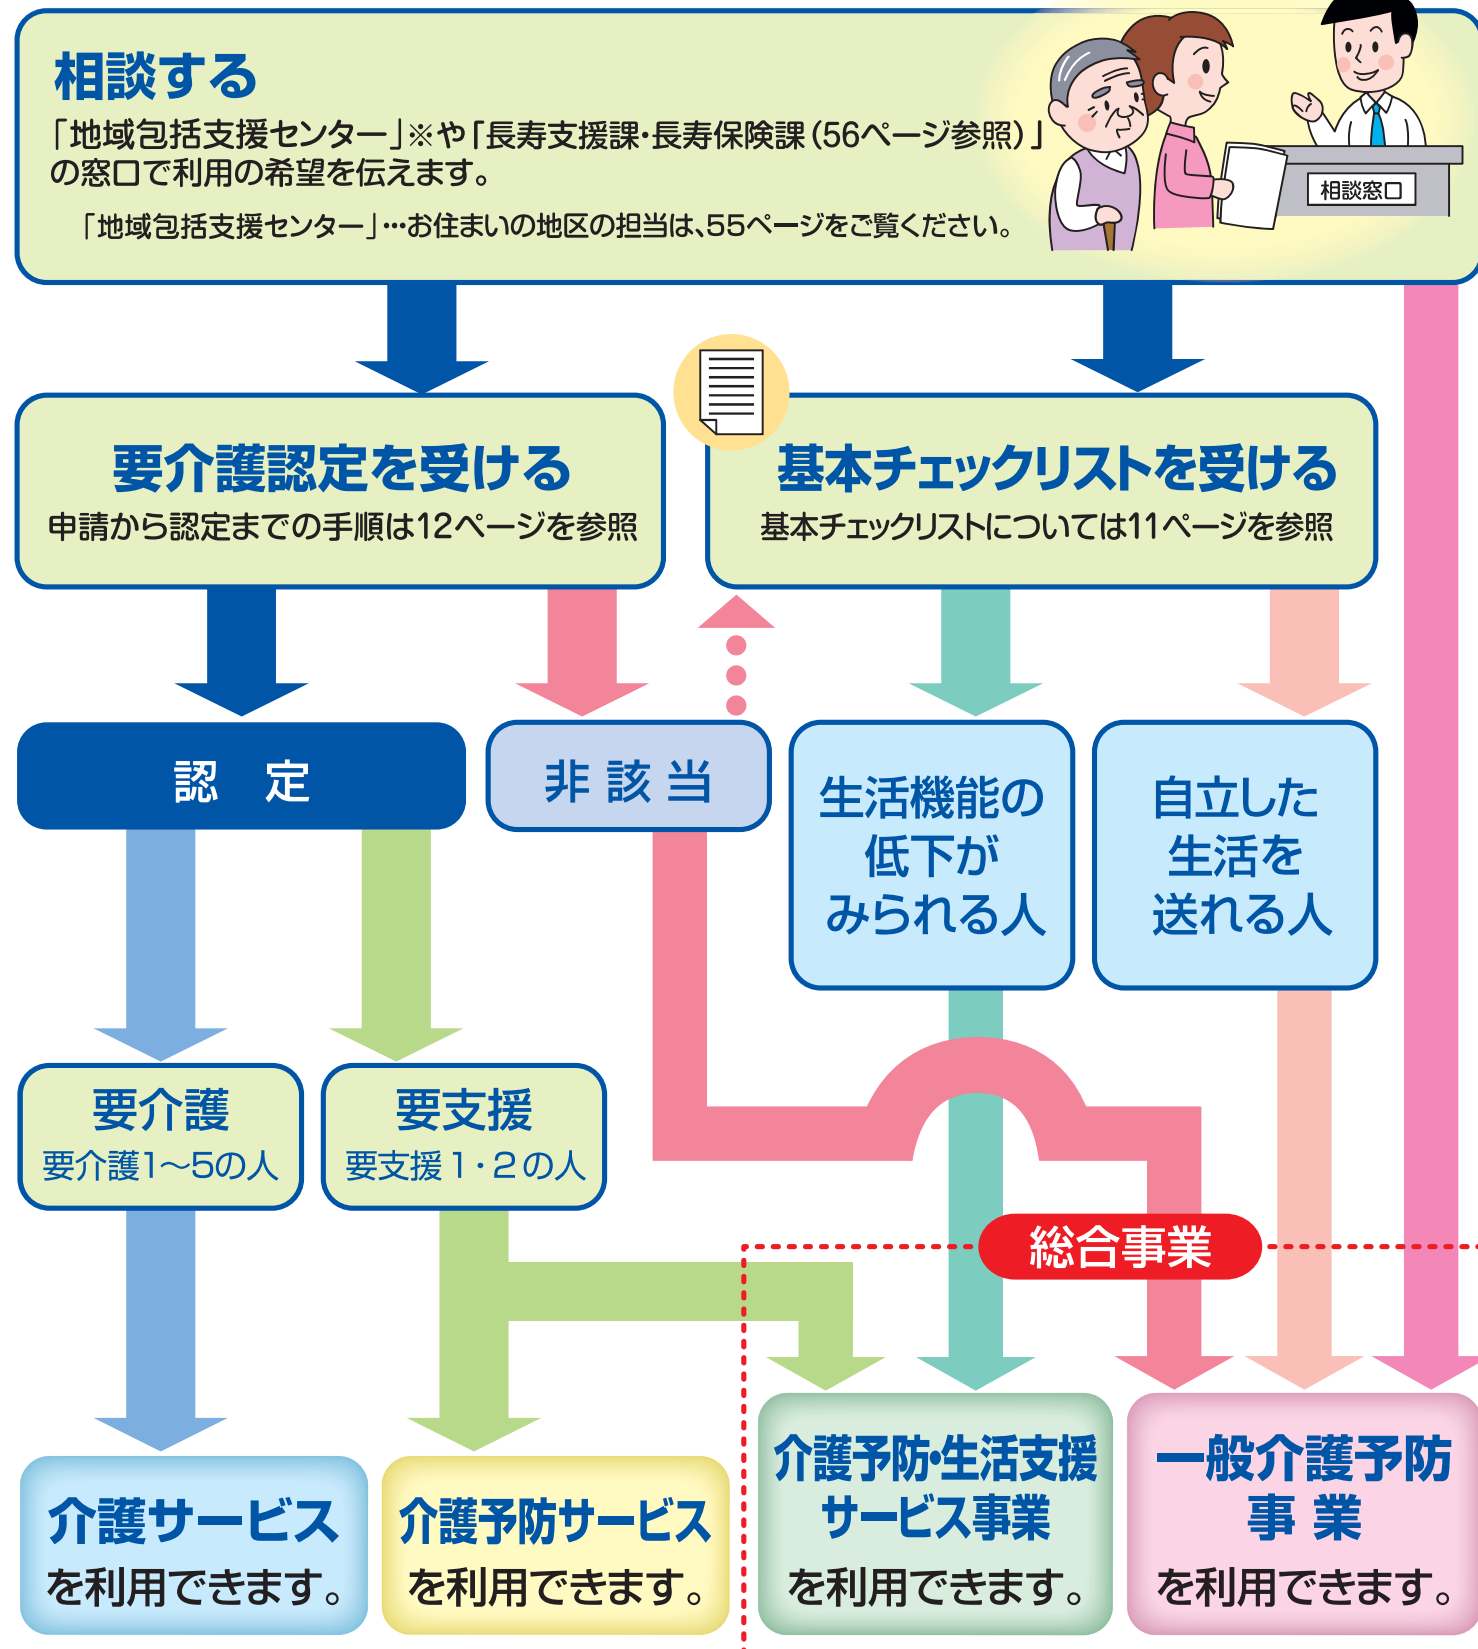 相談する
「地域包括支援センター」※や「長寿支援課・長寿保険課（56ページ参照）」
の窓口で利用の希望を伝えます。
「地域包括支援センター」…お住まいの地区の担当は、55ページをご覧ください。
相談窓口
要介護認定を受ける
申請から認定までの手順は12ページを参照
基本チェックリストを受ける
基本チェックリストについては11ページを参照
認　定
非 該 当
生活機能の
低下が
みられる人
自立した
生活を
送れる人
要介護
要介護1～5の人
要支援
要支援1・2の人
総合事業
介護サービス
を利用できます。
介護予防サービス
を利用できます。
介護予防・生活支援
サービス事業
を利用できます。
一般介護予防
事 業
を利用できます。